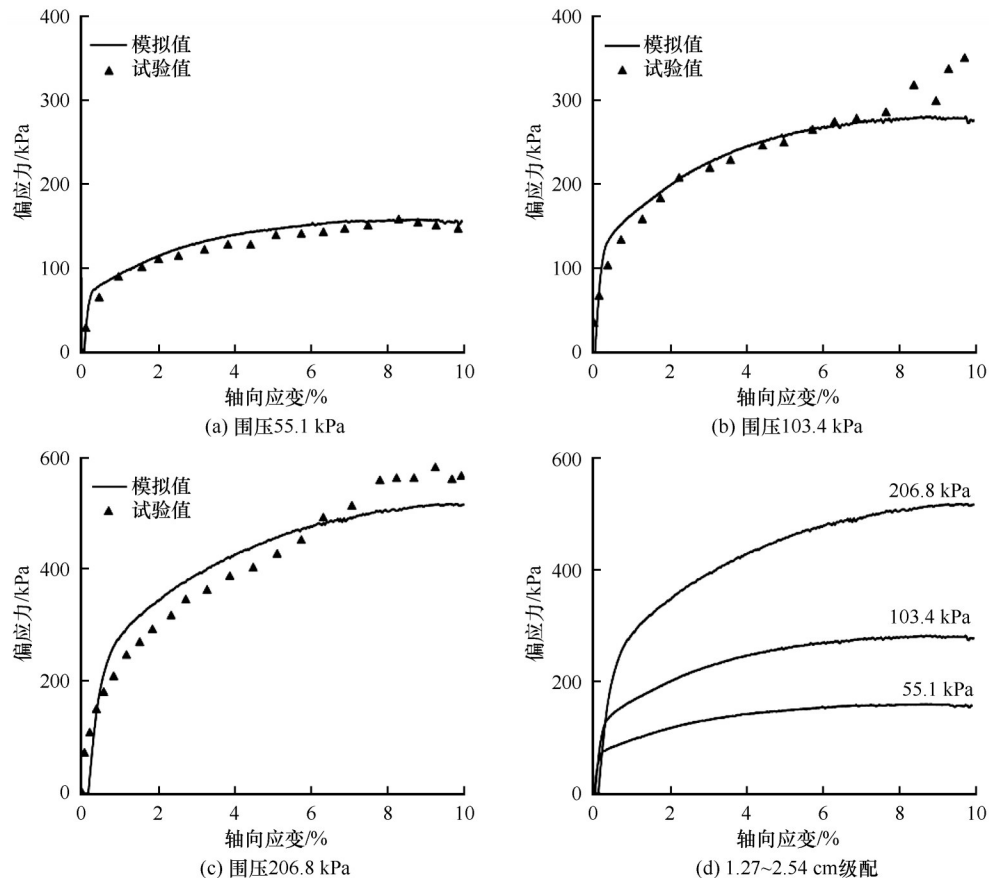 400
300
200
100
0
偏应力/kPa
模拟值
试验值
0 2 4 6 8 10
轴向应变/%
(a) 围压55.1 kPa
400
300
200
100
0
偏应力/kPa
模拟值
试验值
0 2 4 6 8 10
轴向应变/%
(b) 围压103.4 kPa
600
400
200
0
偏应力/kPa
模拟值
试验值
0 2 4 6 8 10
轴向应变/%
(c) 围压206.8 kPa
600
400
200
0
偏应力/kPa
206.8 kPa
103.4 kPa
55.1 kPa
0 2 4 6 8 10
轴向应变/%
(d) 1.27~2.54 cm级配